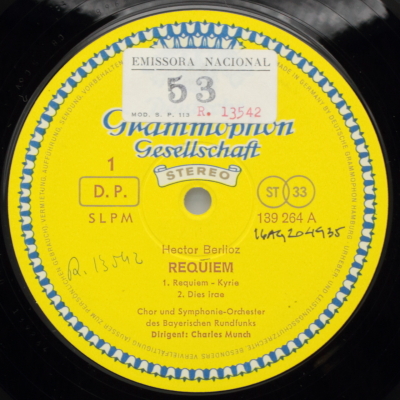 EMISSORA NACIONAL
53
MOD. S. P. 113 R. 13542
Grammophon
Gesellschaft
STEREO
1
D.P.
SLPM
ST 33
139 264 A
Hector Berlioz
REQUIEM
R. 13542
1. Requiem - Kyrie
2. Dies irae
Chor und Symphonie-Orchester
des Bayerischen Rundfunks
Dirigent: Charles Munch